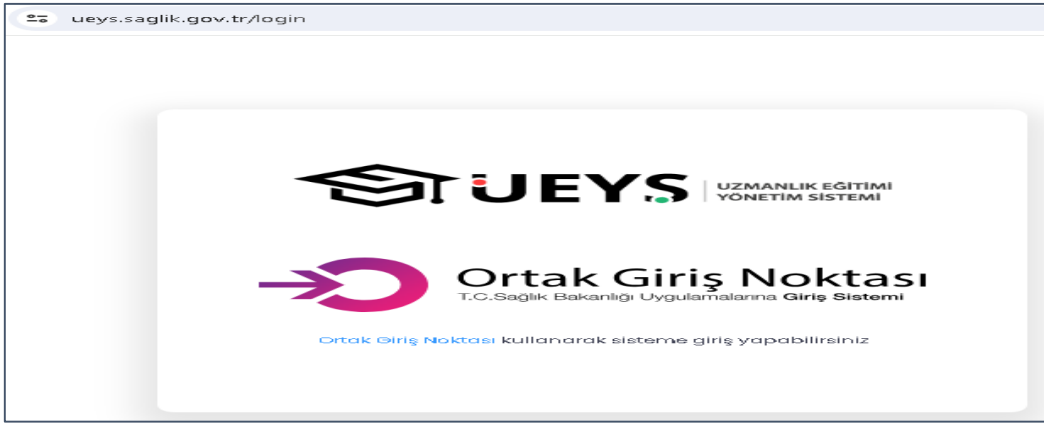 ueys.saglik.gov.tr/login
ÜEYS
UZMANLIK EĞİTİMİ
YÖNETİM SİSTEMİ
Ortak Giriş Noktası
T.C.Sağlık Bakanlığı Uygulamalarına Giriş Sistemi
Ortak Giriş Noktası kullanarak sisteme giriş yapabilirsiniz